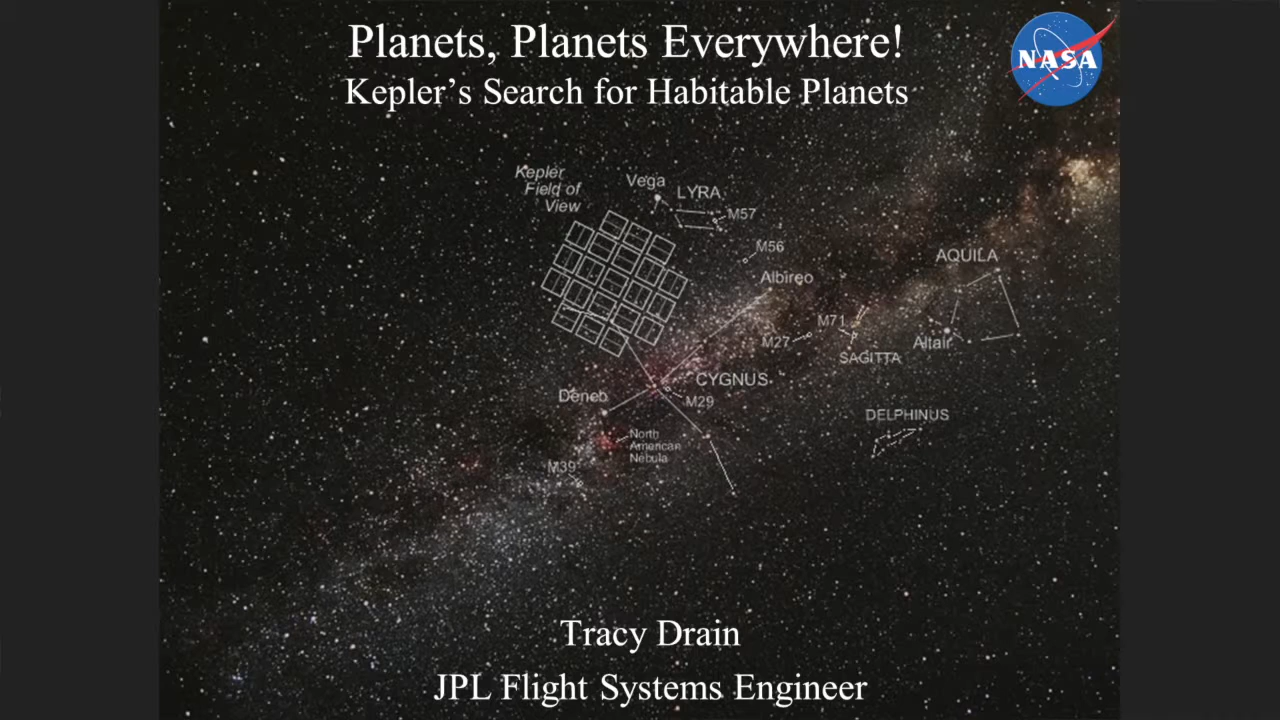 Planets, Planets Everywhere!
Kepler’s Search for Habitable Planets
NASA
Kepler
Field of
View
Vega
LYRA
M57
M56
Albireo
AQUILA
M71
M27
SAGITTA
Altair
CYGNUS
M29
Deneb
DELPHINUS
North
American
Nebula
M39
Tracy Drain
JPL Flight Systems Engineer